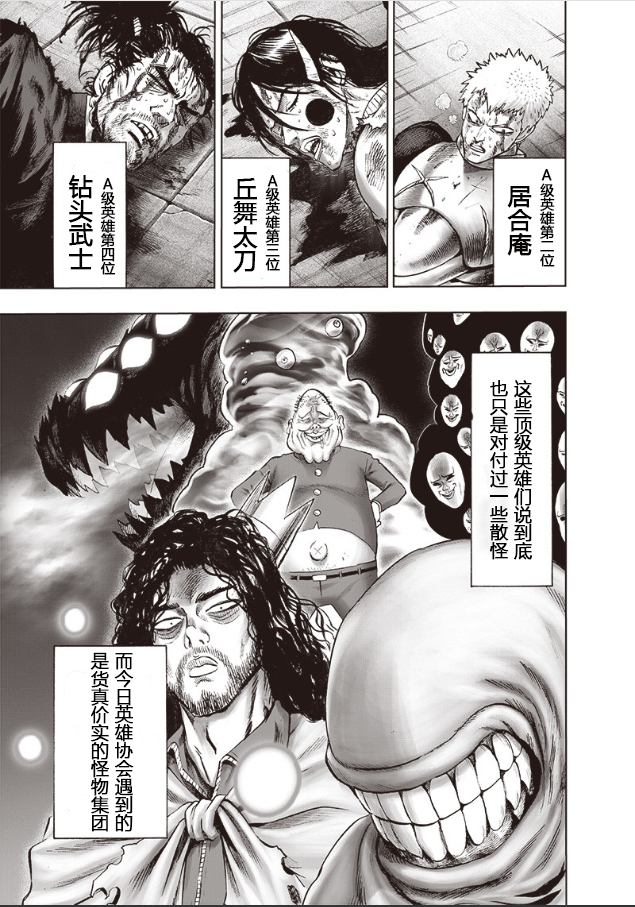 A级英雄第二位
居合庵
A级英雄第三位
丘舞太刀
A级英雄第四位
钻头武士
这些顶级英雄们说到底
也只是对付过一些散怪
而今日英雄协会遇到的
是货真价实的怪物集团